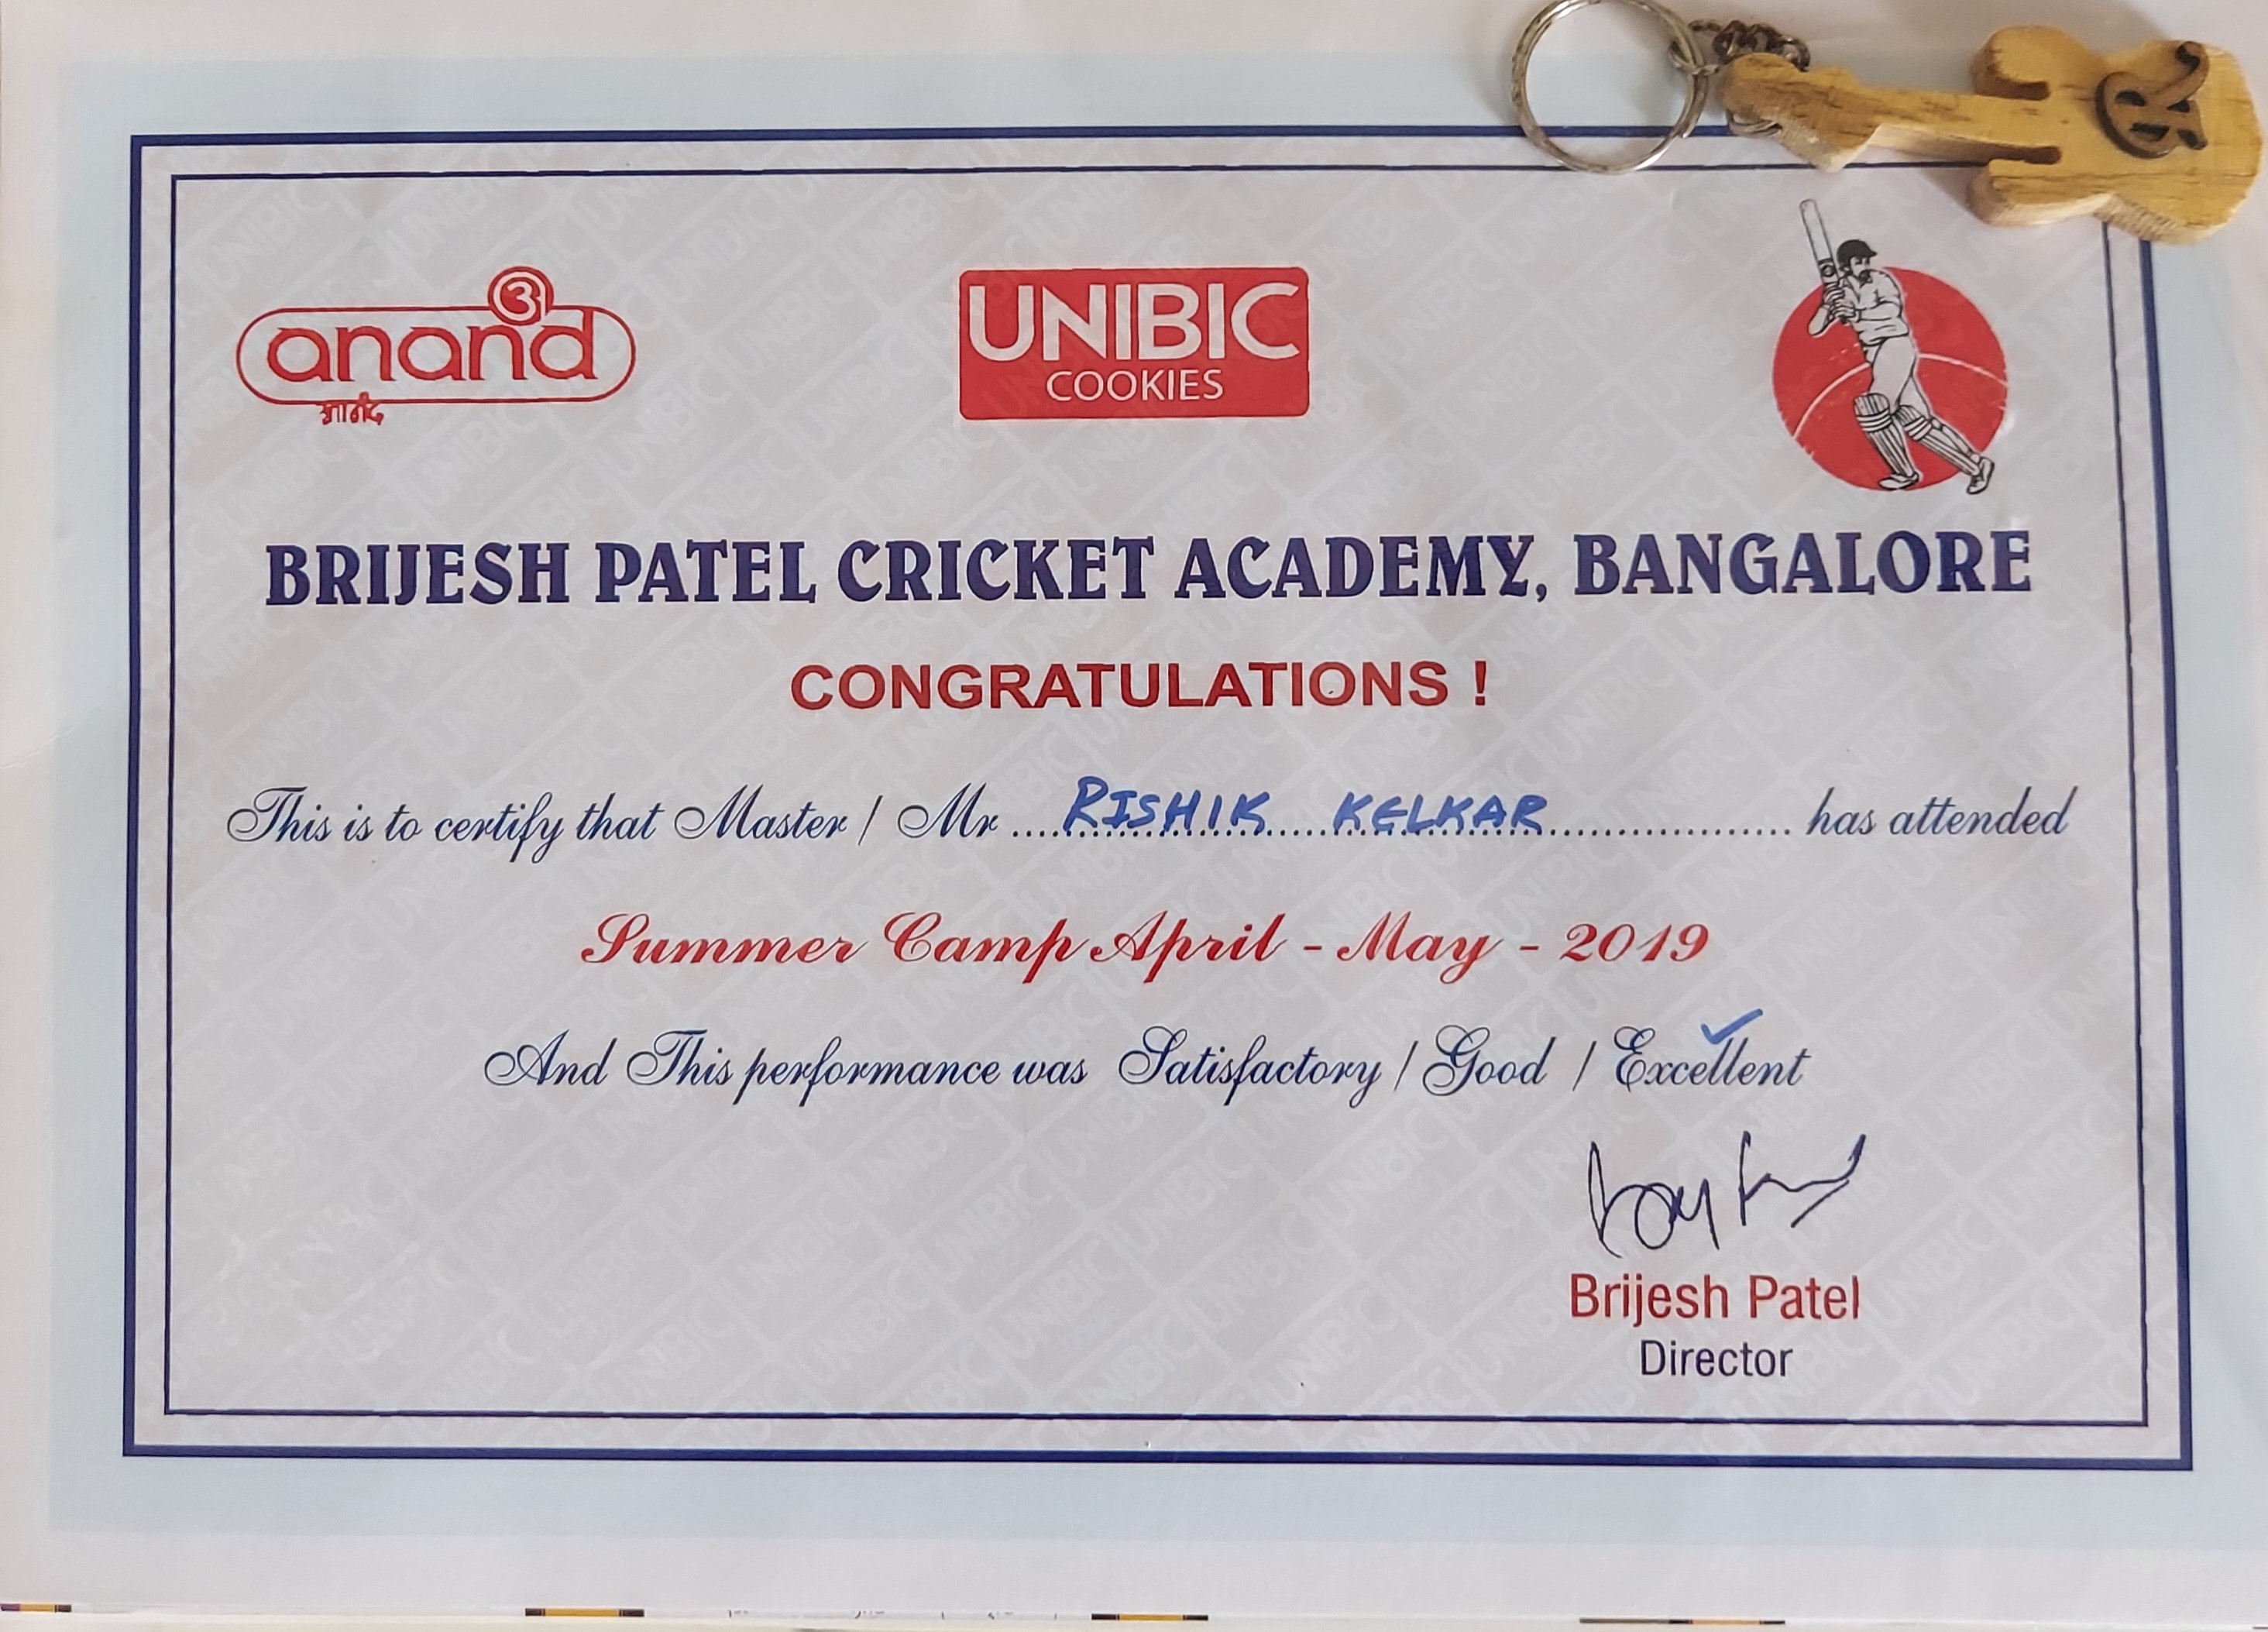 anand
आनंद
UNIBIC
COOKIES
R
BRIJESH PATEL CRICKET ACADEMY, BANGALORE
CONGRATULATIONS !
This is to certify that Master / Mr ....RISHIK KELKAR.... has attended
Summer Camp April - May - 2019
And This performance was Satisfactory / Good / Excellent
Brijesh Patel
Director